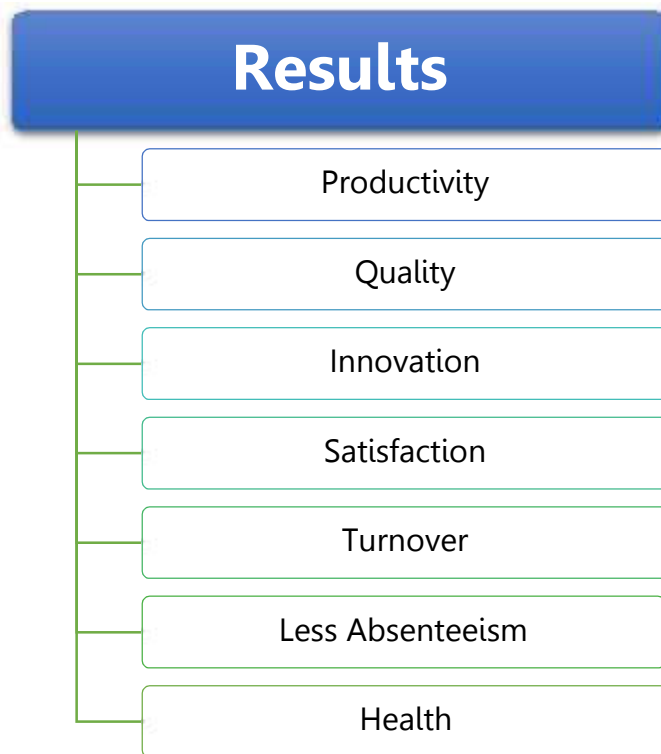 Results
Productivity
Quality
Innovation
Satisfaction
Turnover
Less Absenteeism
Health